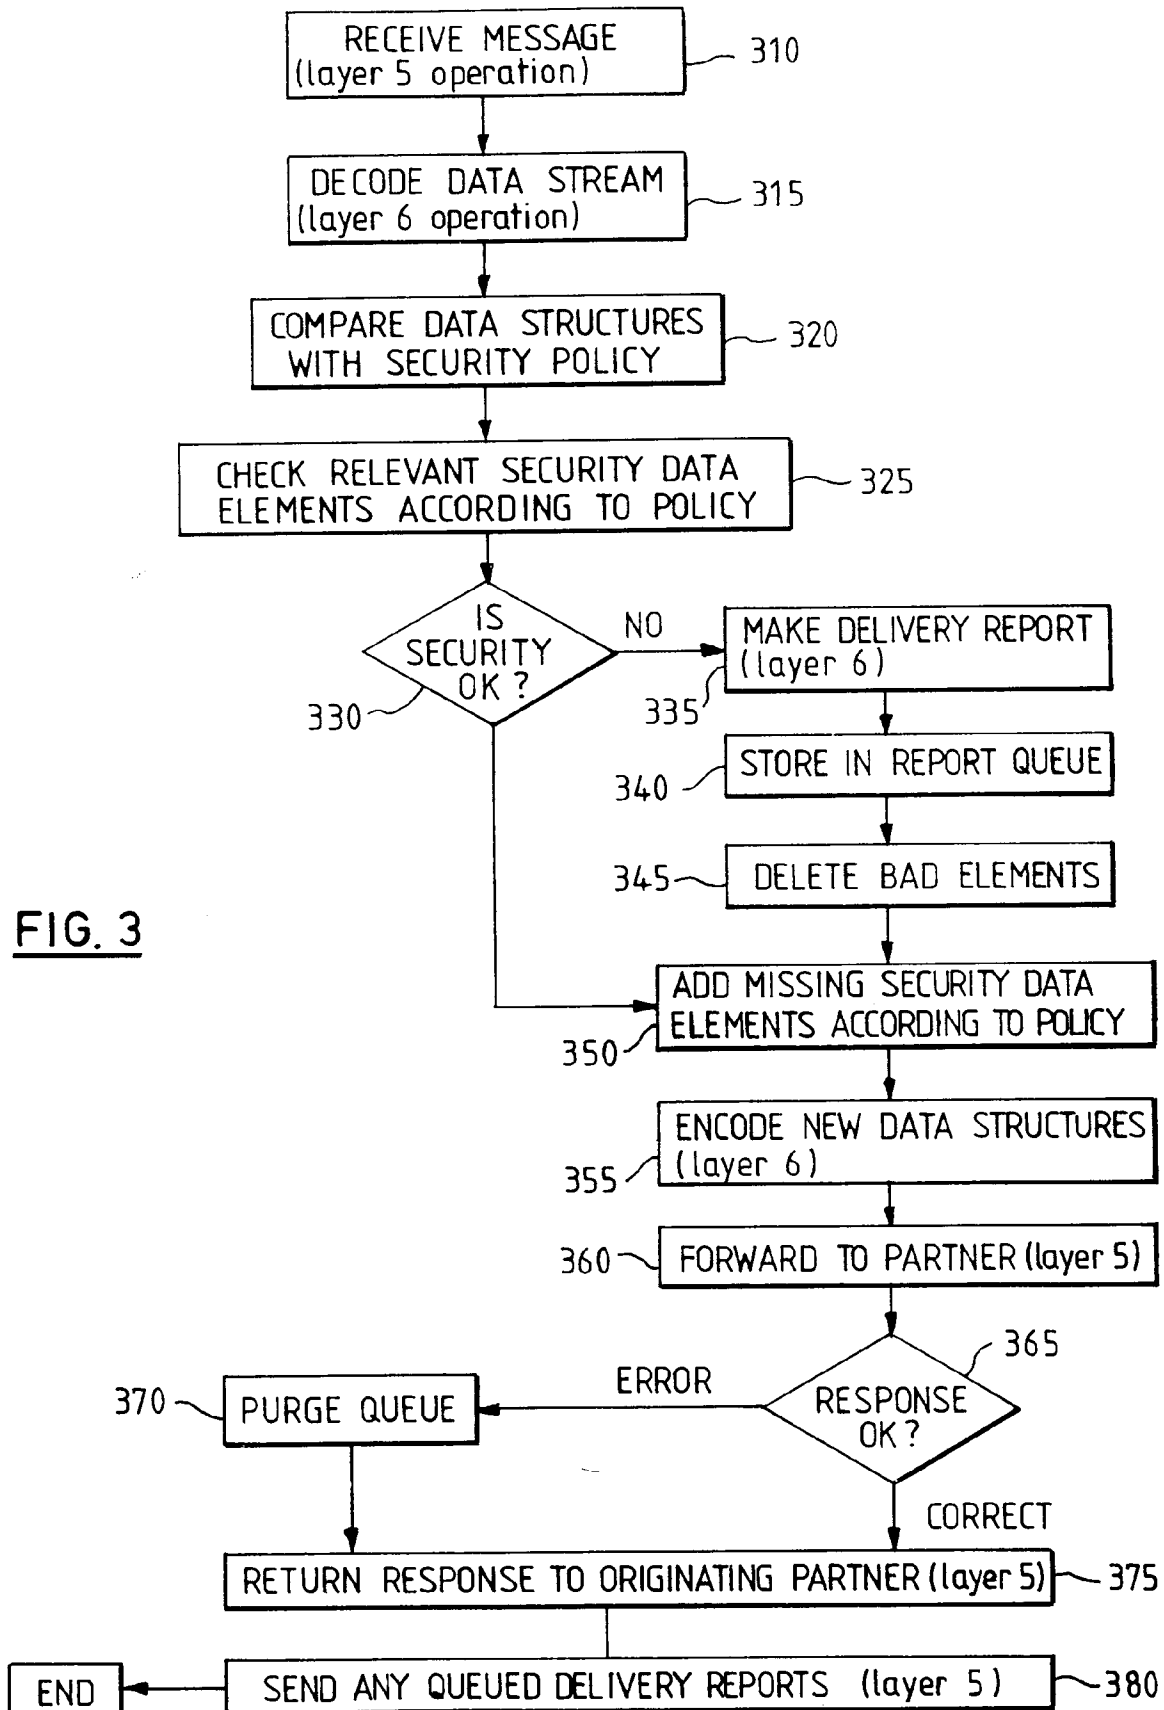 RECEIVE MESSAGE
(layer 5 operation)
310
DECODE DATA STREAM
(layer 6 operation)
315
COMPARE DATA STRUCTURES
WITH SECURITY POLICY
320
CHECK RELEVANT SECURITY DATA
ELEMENTS ACCORDING TO POLICY
325
IS
SECURITY
OK?
330
NO
MAKE DELIVERY REPORT
(layer 6)
335
STORE IN REPORT QUEUE
340
DELETE BAD ELEMENTS
345
FIG. 3
ADD MISSING SECURITY DATA
ELEMENTS ACCORDING TO POLICY
350
ENCODE NEW DATA STRUCTURES
(layer 6)
355
FORWARD TO PARTNER (layer 5)
360
RESPONSE
OK?
365
ERROR
PURGE QUEUE
370
CORRECT
RETURN RESPONSE TO ORIGINATING PARTNER (layer 5)
375
SEND ANY QUEUED DELIVERY REPORTS (layer 5)
380
END